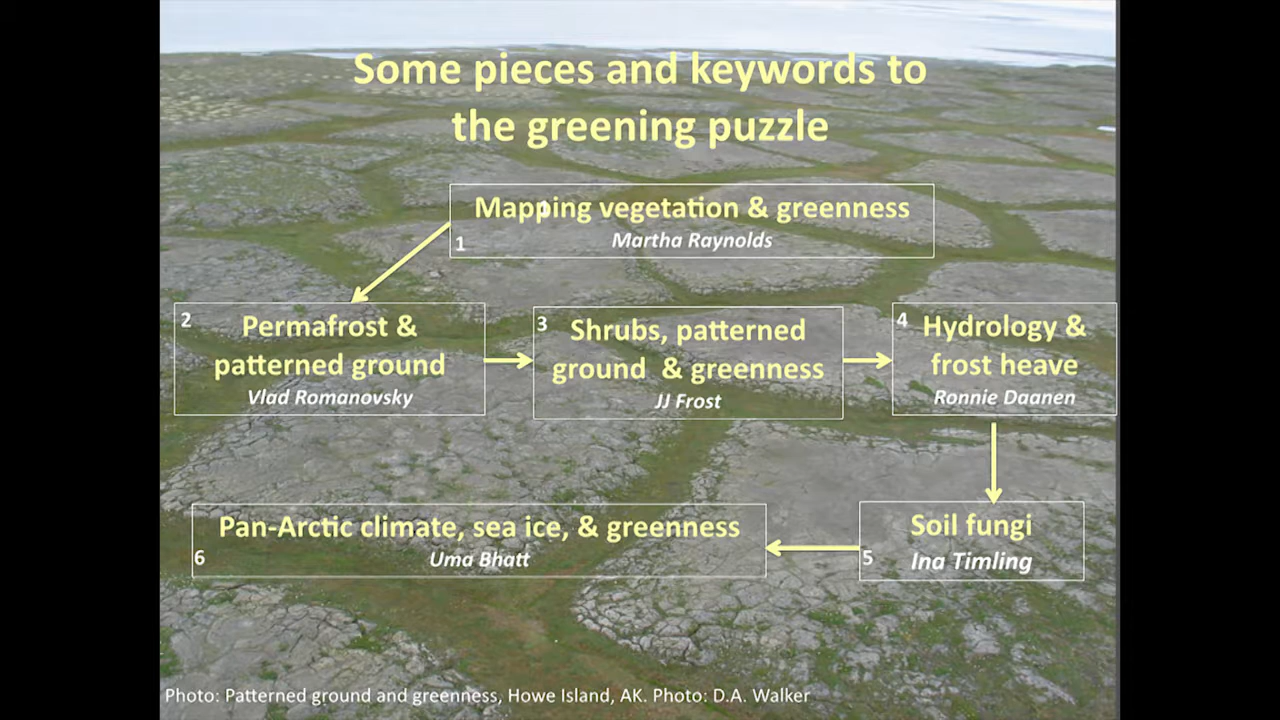 Some pieces and keywords to
the greening puzzle
Mapping vegetation & greenness
Martha Raynolds
1
2
Permafrost &
patterned ground
Vlad Romanovsky
3
Shrubs, patterned
ground & greenness
JJ Frost
4
Hydrology &
frost heave
Ronnie Daanen
Soil fungi
5
Ina Timling
Pan-Arctic climate, sea ice, & greenness
6
Uma Bhatt
Photo: Patterned ground and greenness, Howe Island, AK. Photo: D.A. Walker